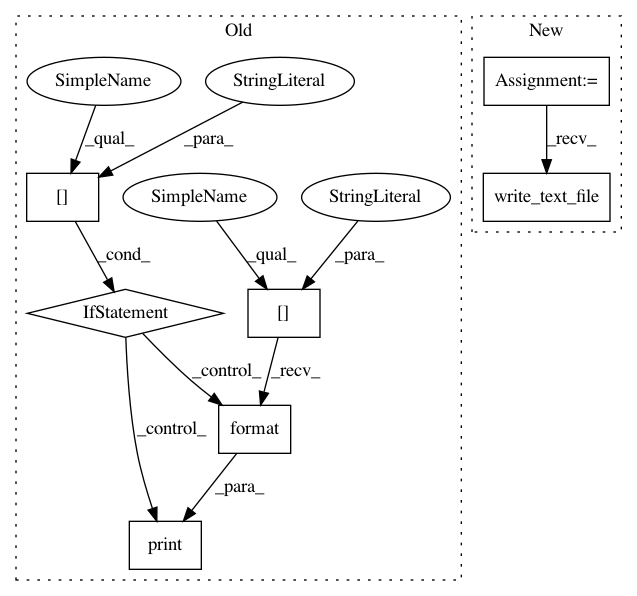 Old
New
SimpleName
StringLiteral
Assignment:=
_qual_
_para_
_recv_
[]
SimpleName
StringLiteral
write_text_file
_cond_
_qual_
_para_
IfStatement
[]
_control_
_recv_
_control_
format
_para_
print